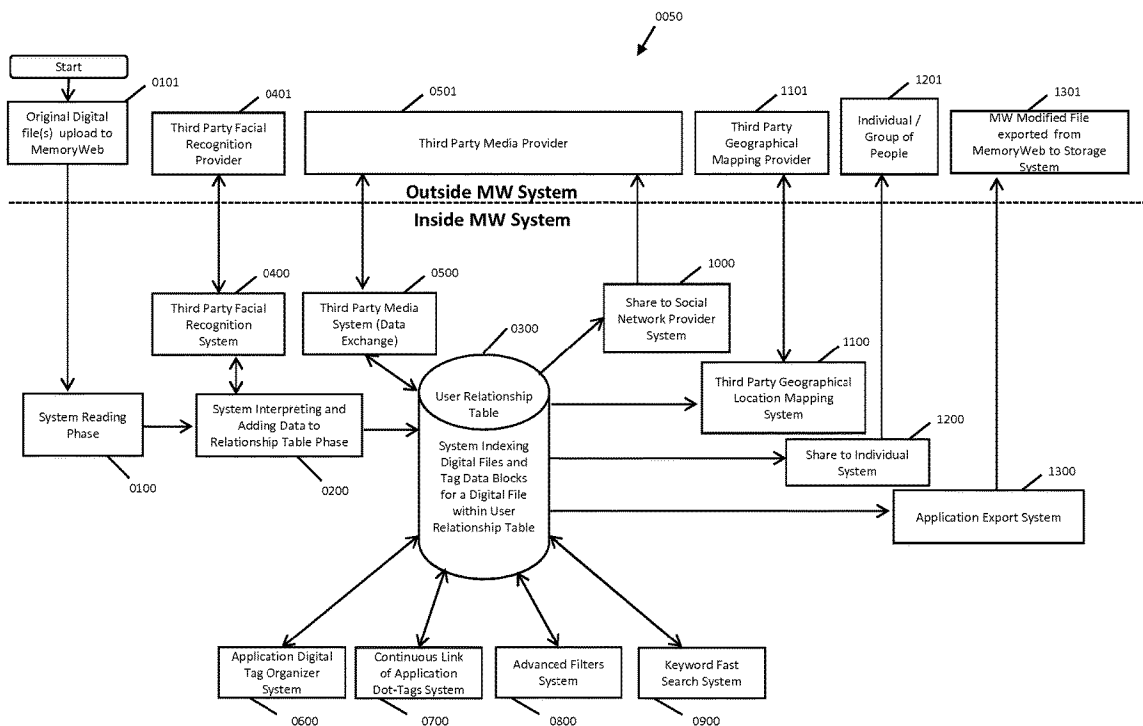 0050
Start
0101
Original Digital
file(s) upload to
MemoryWeb
0401
Third Party Facial
Recognition
Provider
0501
Third Party Media Provider
1101
Third Party
Geographical
Mapping Provider
1201
Individual /
Group of
People
1301
MW Modified File
exported from
MemoryWeb to Storage
System
Outside MW System
Inside MW System
0400
Third Party Facial
Recognition
System
0500
Third Party Media
System (Data
Exchange)
0300
User Relationship
Table
System Indexing
Digital Files and
Tag Data Blocks
for a Digital File
within User
Relationship Table
1000
Share to Social
Network Provider
System
1100
Third Party Geographical
Location Mapping
System
System Reading
Phase
0100
System Interpreting and
Adding Data to
Relationship Table Phase
0200
1200
Share to Individual
System
1300
Application Export System
Application Digital
Tag Organizer
System
0600
Continuous Link
of Application
Dot-Tags System
0700
Advanced Filters
System
0800
Keyword Fast
Search System
0900